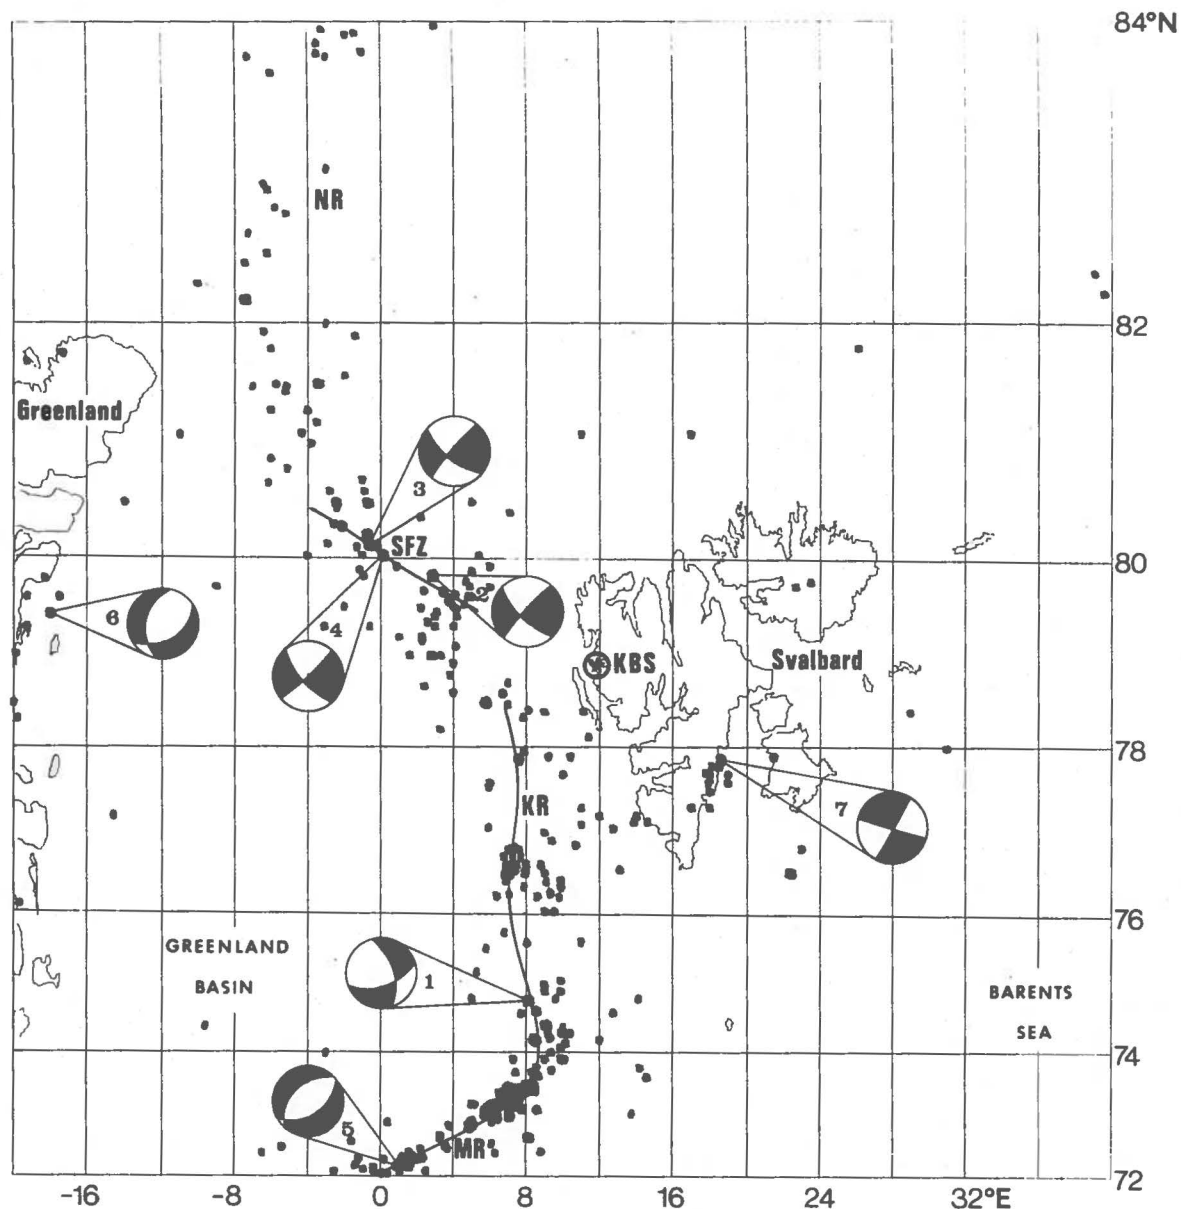 84°N
NR
82
Greenland
3
SFZ
80
2
6
4
KBS
Svalbard
78
KR
7
76
GREENLAND
BASIN
1
BARENTS
SEA
74
5
MR
72
-16 -8 0 8 16 24 32°E